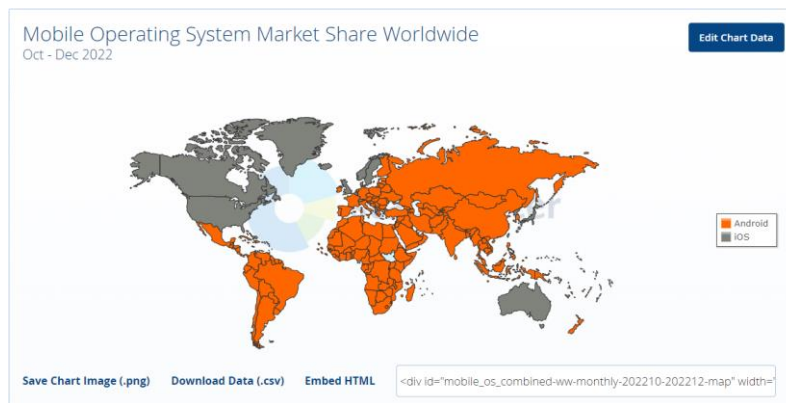 Mobile Operating System Market Share Worldwide
Oct - Dec 2022
Edit Chart Data
Android
iOS
Save Chart Image (.png) Download Data (.csv) Embed HTML <div id="mobile_os_combined-ww-monthly-202210-202212-map" width="